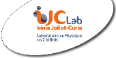 IJCLab
Irène Joliot-Curie
Laboratoire de Physique
des 2 Infinis